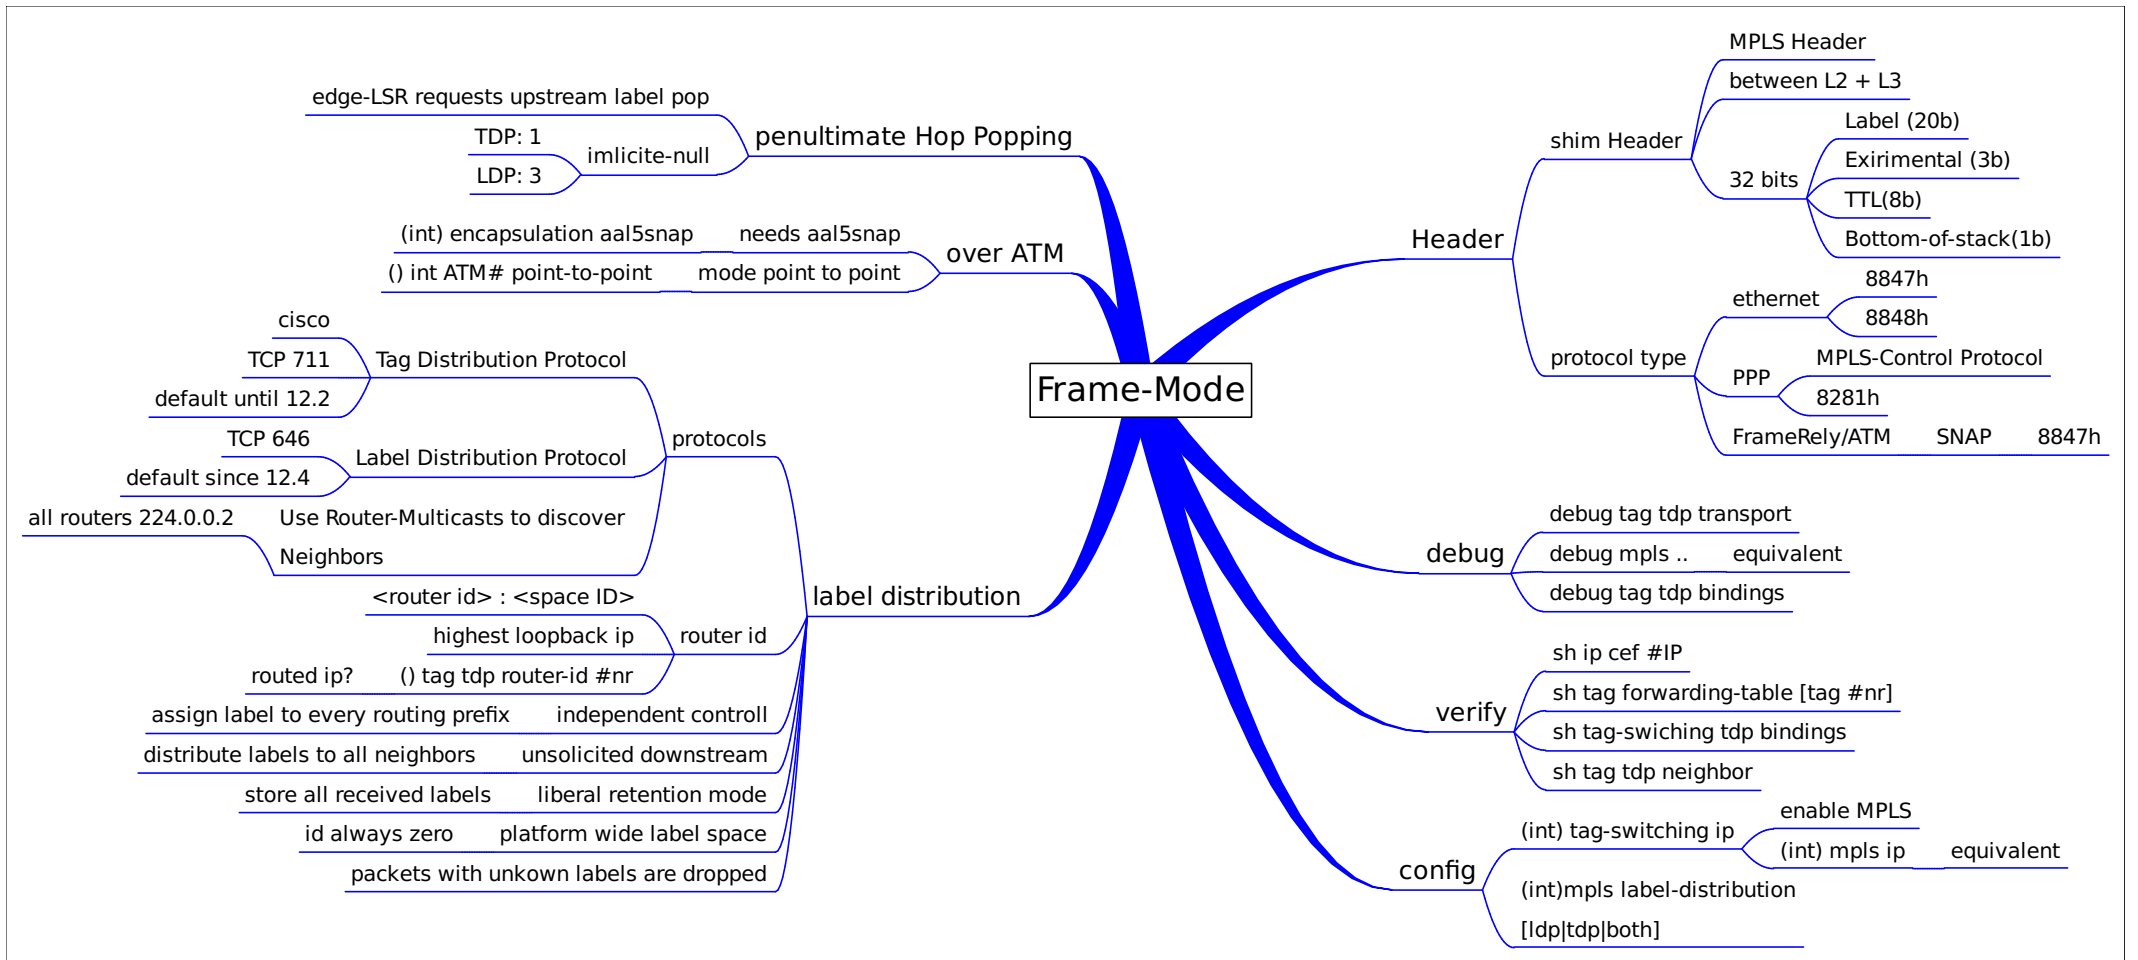 Frame-Mode
penultimate Hop Popping
edge-LSR requests upstream label pop
imlicite-null
TDP: 1
LDP: 3
over ATM
needs aal5snap
(int) encapsulation aal5snap
mode point to point
() int ATM# point-to-point
label distribution
protocols
Tag Distribution Protocol
cisco
TCP 711
default until 12.2
Label Distribution Protocol
TCP 646
default since 12.4
Use Router-Multicasts to discover
Neighbors
all routers 224.0.0.2
router id
<router id> : <space ID>
highest loopback ip
() tag tdp router-id #nr
routed ip?
independent controll
assign label to every routing prefix
unsolicited downstream
distribute labels to all neighbors
liberal retention mode
store all received labels
platform wide label space
id always zero
packets with unkown labels are dropped
Header
shim Header
MPLS Header
between L2 + L3
32 bits
Label (20b)
Exirimental (3b)
TTL(8b)
Bottom-of-stack(1b)
protocol type
ethernet
8847h
8848h
PPP
MPLS-Control Protocol
8281h
FrameRely/ATM
SNAP
8847h
debug
debug tag tdp transport
debug mpls ..
equivalent
debug tag tdp bindings
verify
sh ip cef #IP
sh tag forwarding-table [tag #nr]
sh tag-swiching tdp bindings
sh tag tdp neighbor
config
(int) tag-switching ip
enable MPLS
(int) mpls ip
equivalent
(int)mpls label-distribution
[ldp|tdp|both]